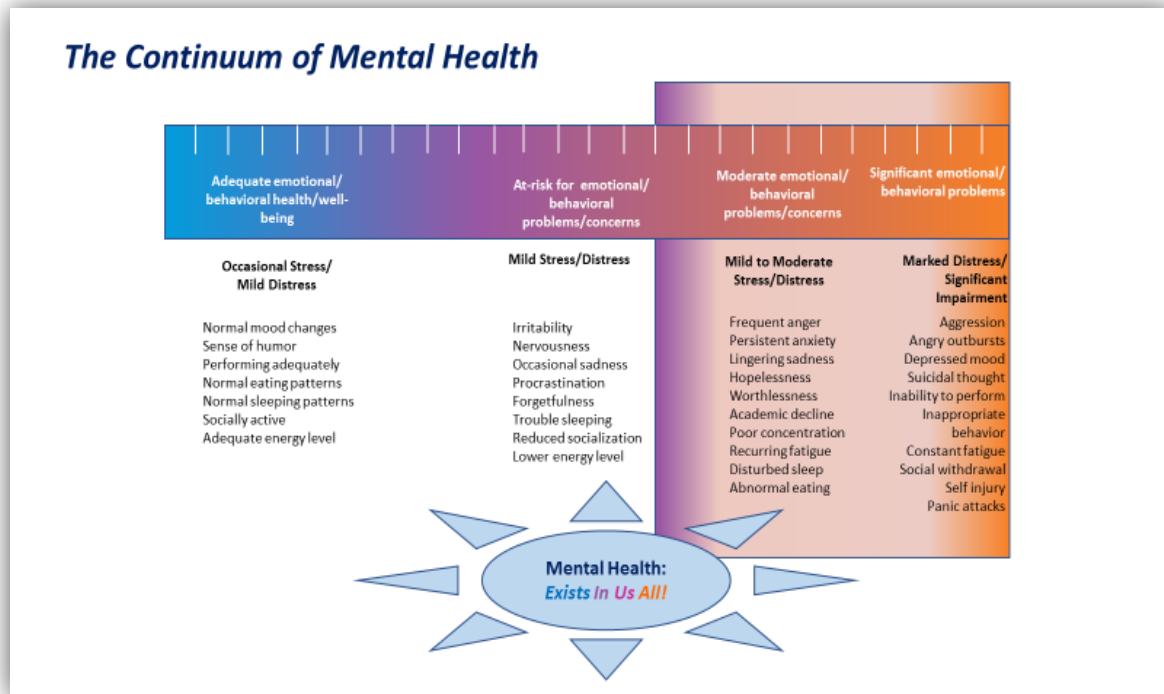 The Continuum of Mental Health
Adequate emotional/
behavioral health/well-
being
At-risk for emotional/
behavioral
problems/concerns
Moderate emotional/
behavioral
problems/concerns
Significant emotional/
behavioral problems
Occasional Stress/
Mild Distress
Normal mood changes
Sense of humor
Performing adequately
Normal eating patterns
Normal sleeping patterns
Socially active
Adequate energy level
Mild Stress/Distress
Irritability
Nervousness
Occasional sadness
Procrastination
Forgetfulness
Trouble sleeping
Reduced socialization
Lower energy level
Mild to Moderate
Stress/Distress
Frequent anger
Persistent anxiety
Lingering sadness
Hopelessness
Worthlessness
Academic decline
Poor concentration
Recurring fatigue
Disturbed sleep
Abnormal eating
Marked Distress/
Significant
Impairment
Aggression
Angry outbursts
Depressed mood
Suicidal thought
Inability to perform
Inappropriate
behavior
Constant fatigue
Social withdrawal
Self injury
Panic attacks
Mental Health:
Exists In Us All!